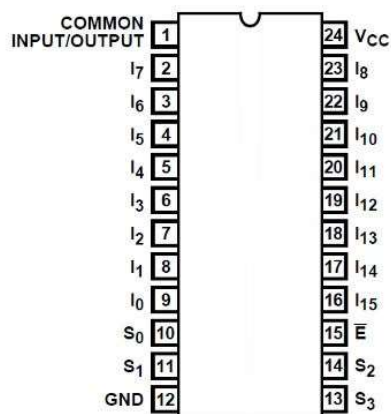 COMMON
INPUT/OUTPUT 1 24 VCC
I7 2 23 I8
I6 3 22 I9
I5 4 21 I10
I4 5 20 I11
I3 6 19 I12
I2 7 18 I13
I1 8 17 I14
I0 9 16 I15
S0 10 15 E̅
S1 11 14 S2
GND 12 13 S3